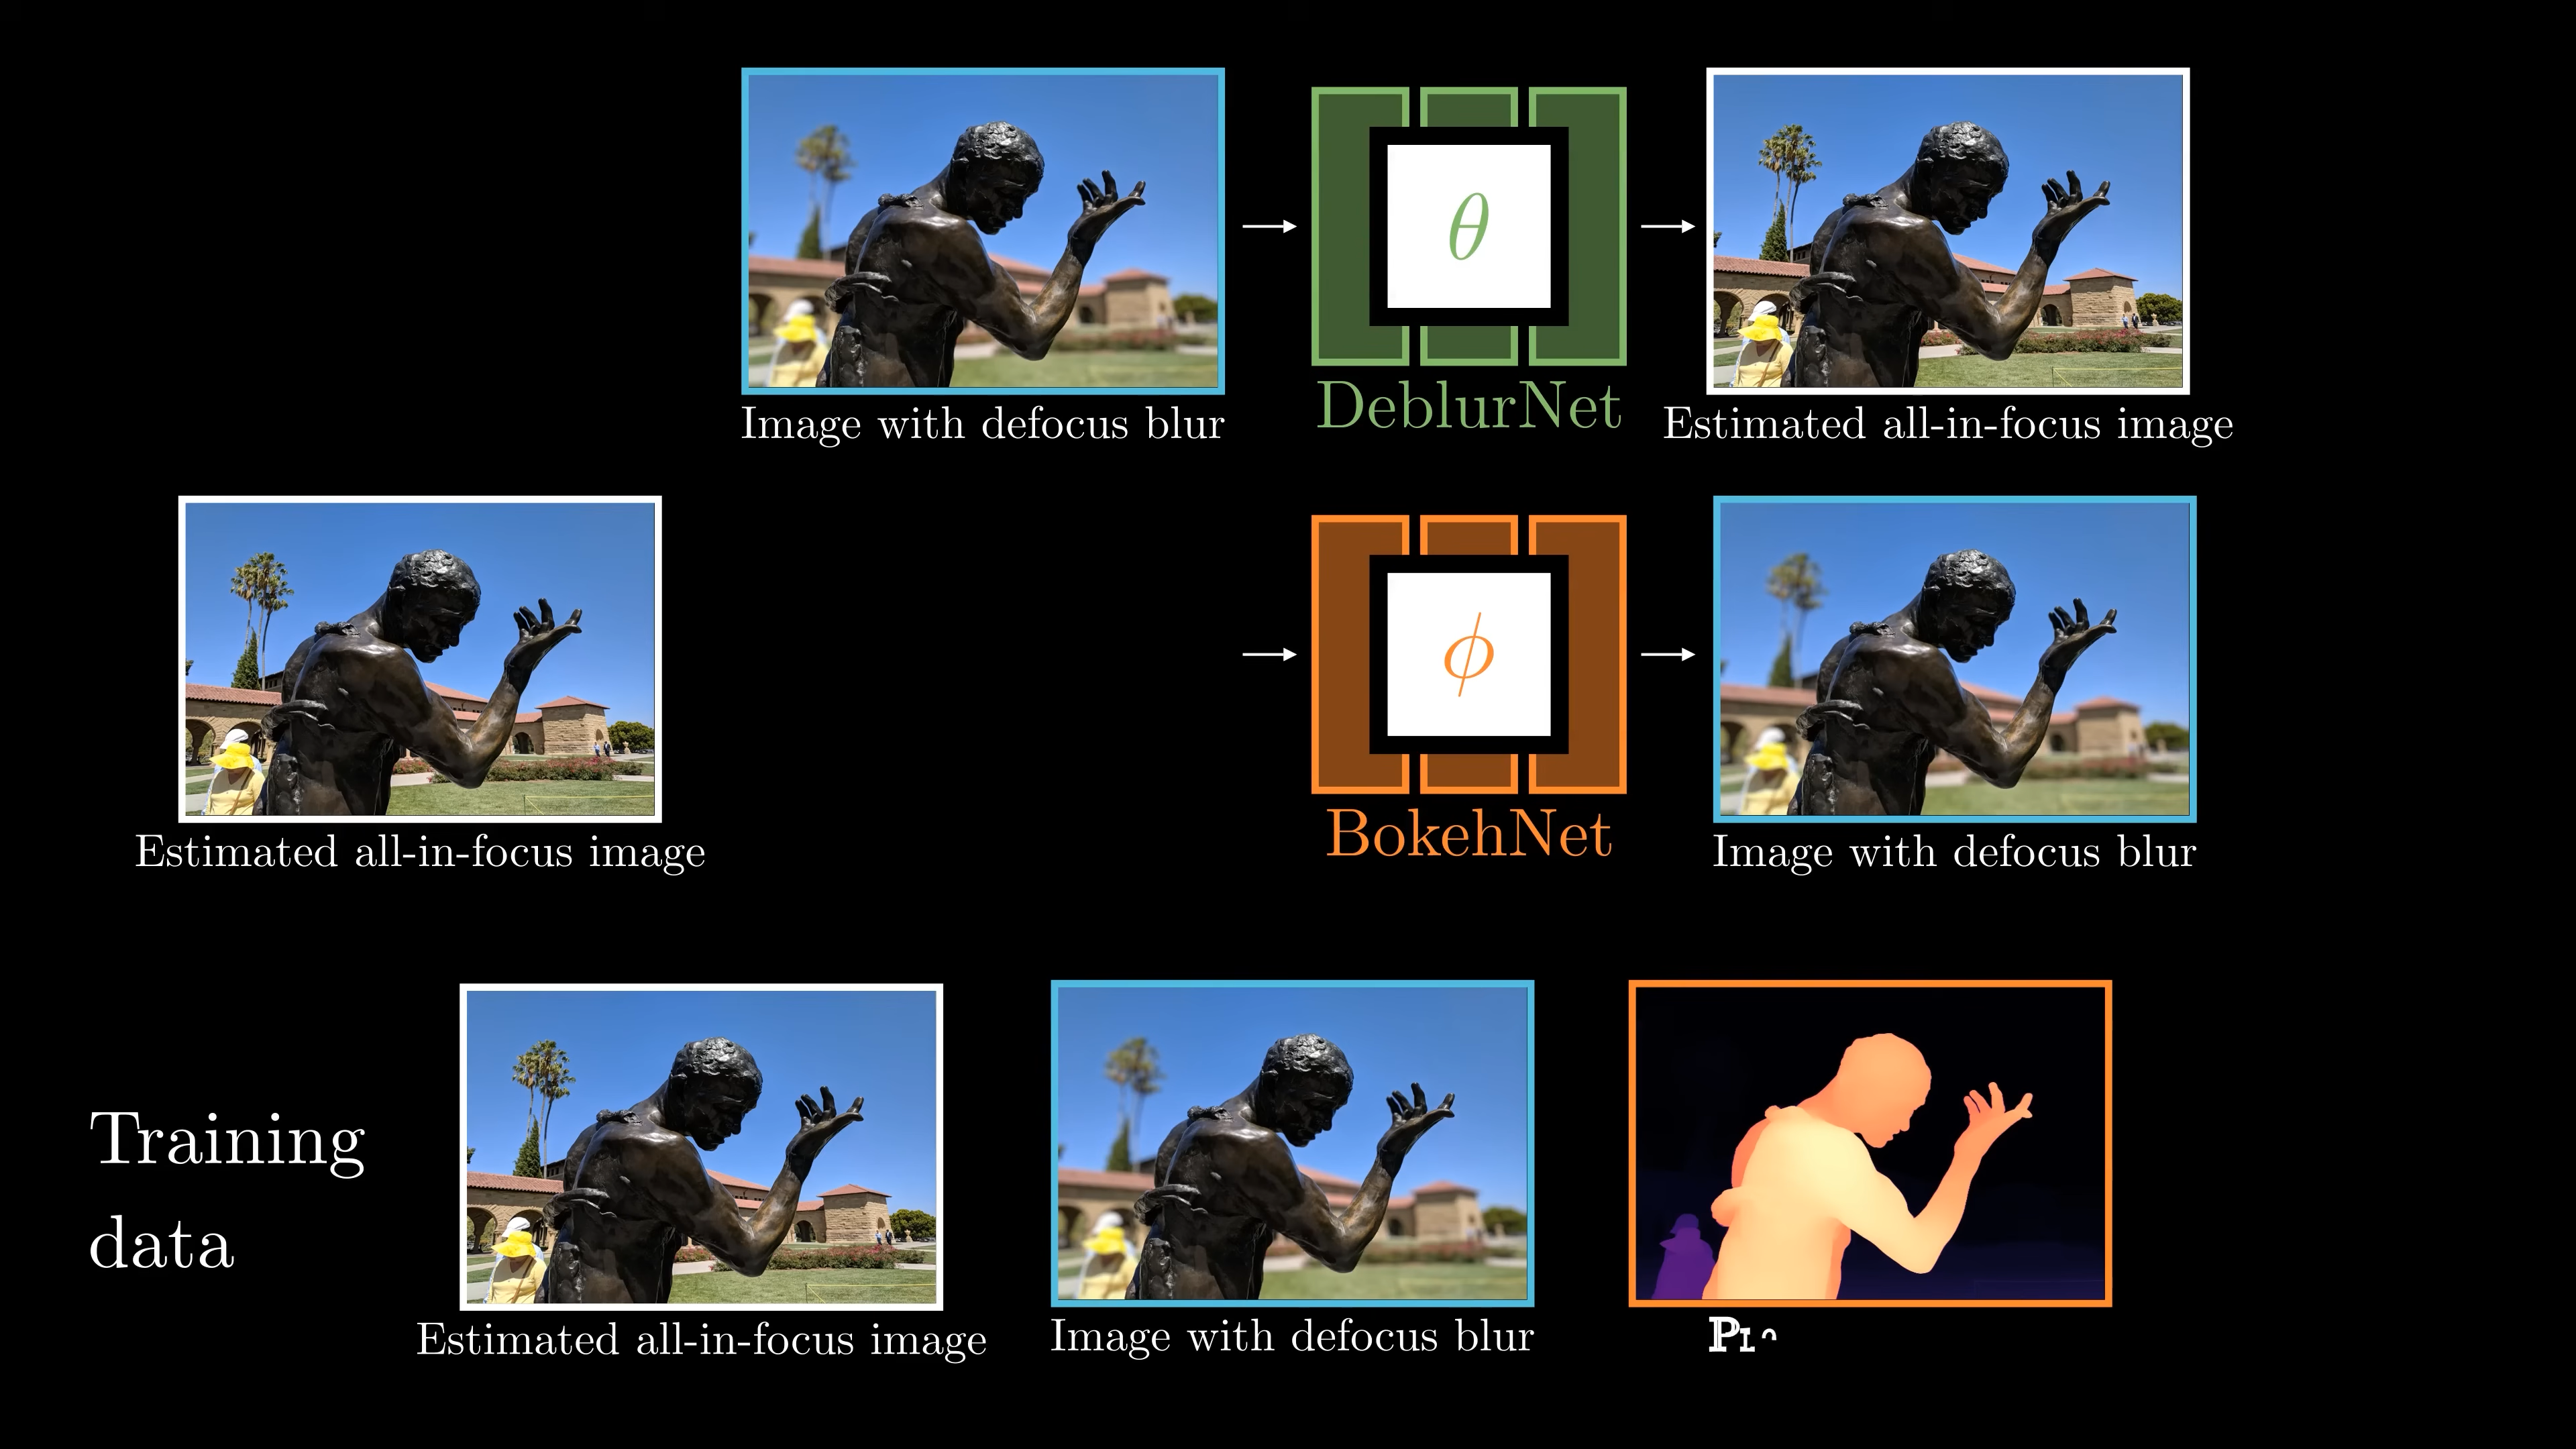 θ
DeblurNet
Image with defocus blur
Estimated all-in-focus image
ϕ
BokehNet
Estimated all-in-focus image
Image with defocus blur
Training
data
Estimated all-in-focus image
Image with defocus blur